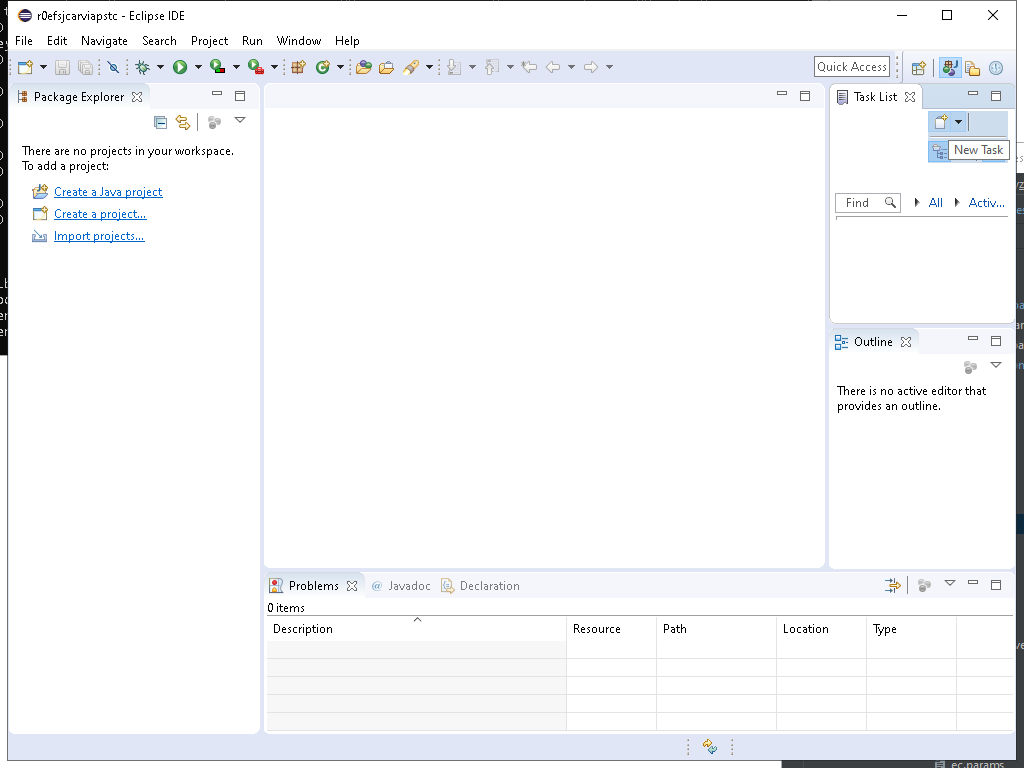 r0efsjcarviapstc - Eclipse IDE
File Edit Navigate Search Project Run Window Help
Quick Access
Package Explorer
Task List
New Task
There are no projects in your workspace.
To add a project:
Create a Java project
Create a project...
Import projects...
Find
All
Activ...
Outline
There is no active editor that
provides an outline.
Problems
@ Javadoc
Declaration
0 items
Description Resource Path Location Type
ec.params